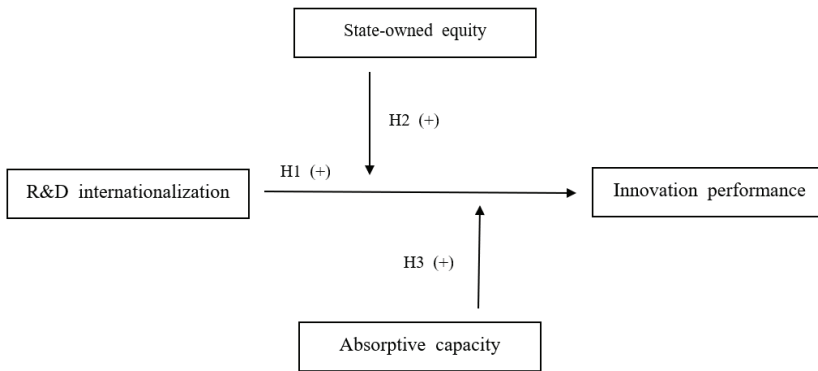 State-owned equity
H2 (+)
H1 (+)
R&D internationalization
Innovation performance
H3 (+)
Absorptive capacity